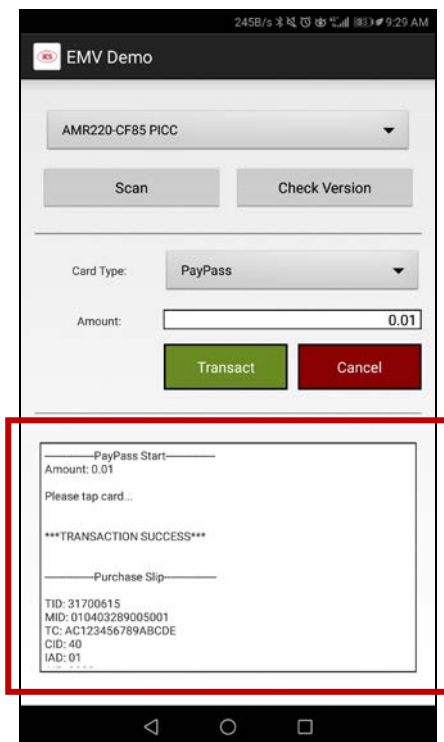 245B/s 9:29 AM
ACS EMV Demo
AMR220-CF85 PICC
Scan Check Version
Card Type: PayPass
Amount: 0.01
Transact Cancel
-------------PayPass Start-------------
Amount: 0.01
Please tap card...
***TRANSACTION SUCCESS***
-------------Purchase Slip-------------
TID: 31700615
MID: 010403289005001
TC: AC123456789ABCDE
CID: 40
IAD: 01